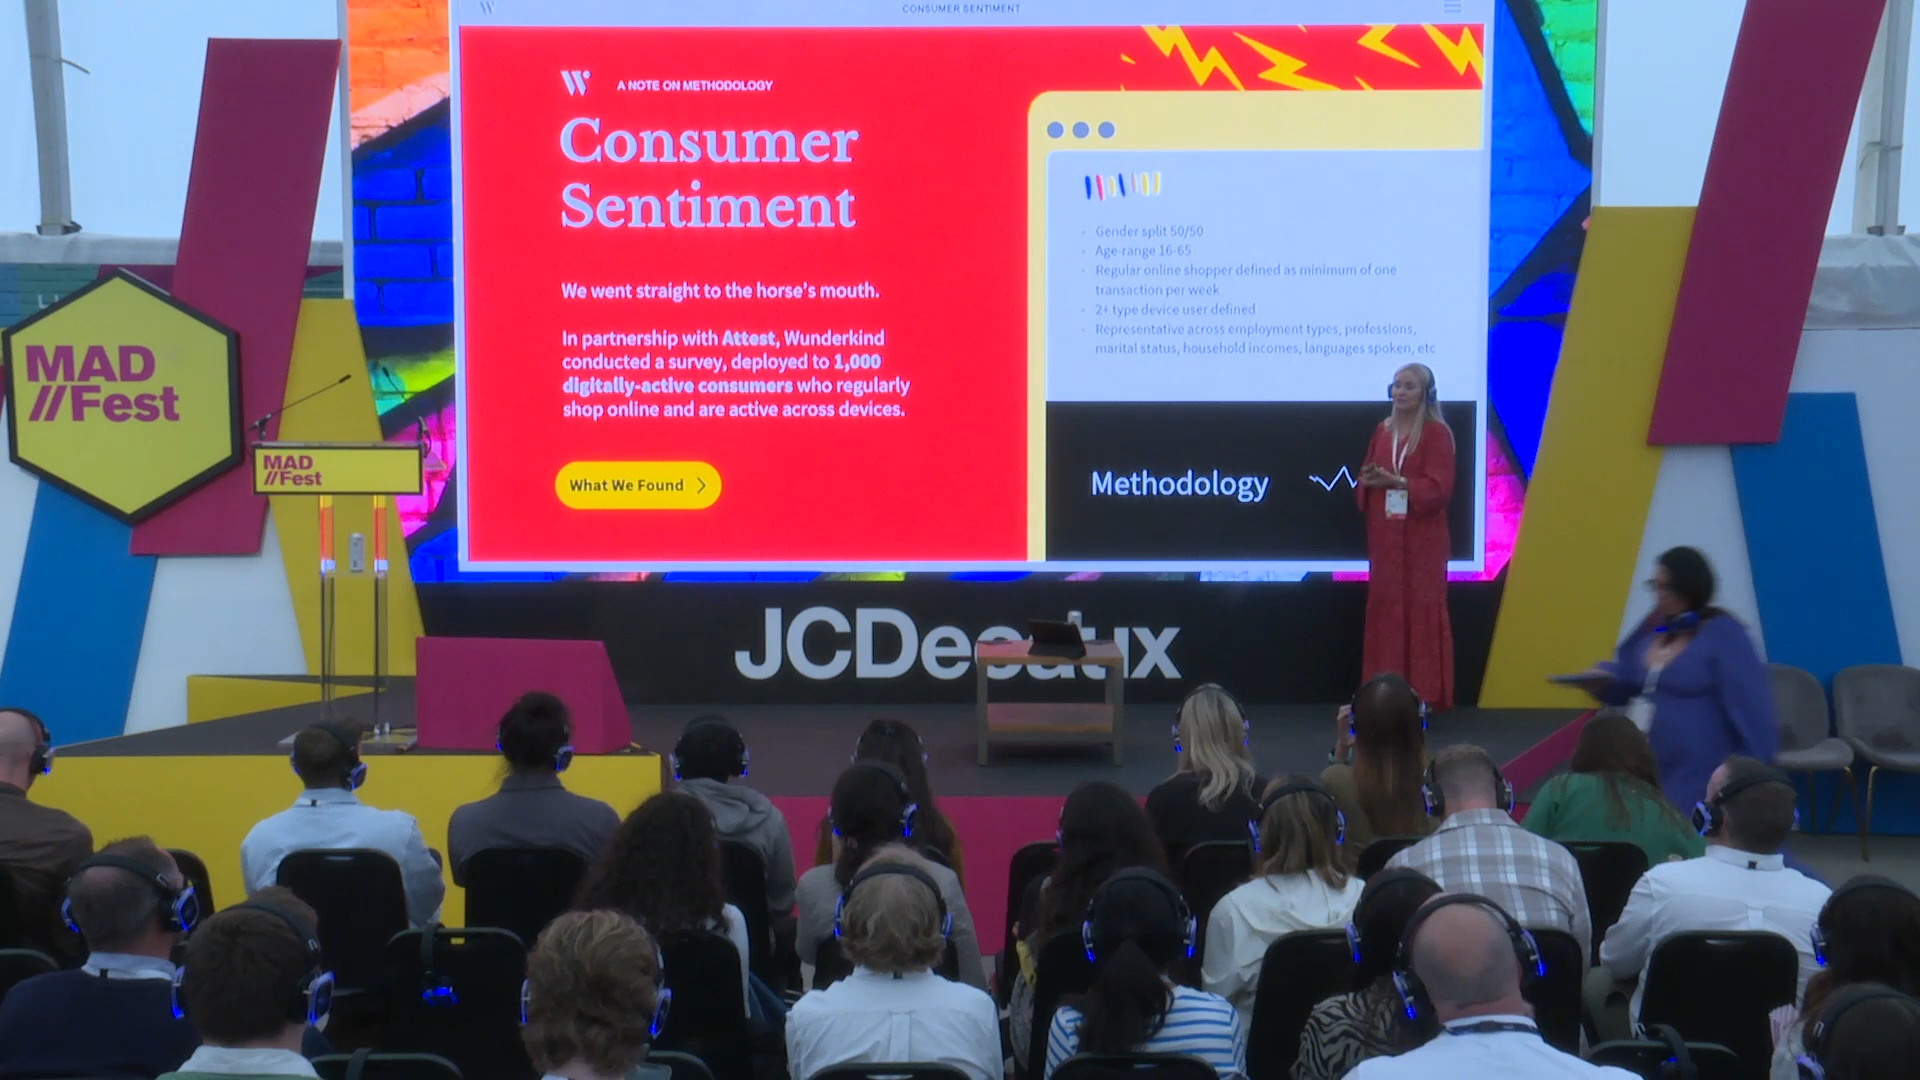 CONSUMER SENTIMENT
A NOTE ON METHODOLOGY
Consumer
Sentiment
We went straight to the horse's mouth.
In partnership with Attest, Wunderkind
conducted a survey, deployed to 1,000
digitally-active consumers who regularly
shop online and are active across devices.
What We Found
- Gender split 50/50
- Age-range 16-65
- Regular online shopper defined as minimum of one
transaction per week
- 2+ type device user defined
- Representative across employment types, professions,
marital status, household incomes, languages spoken, etc
Methodology
MAD
//Fest
MAD
//Fest
JCDecaux